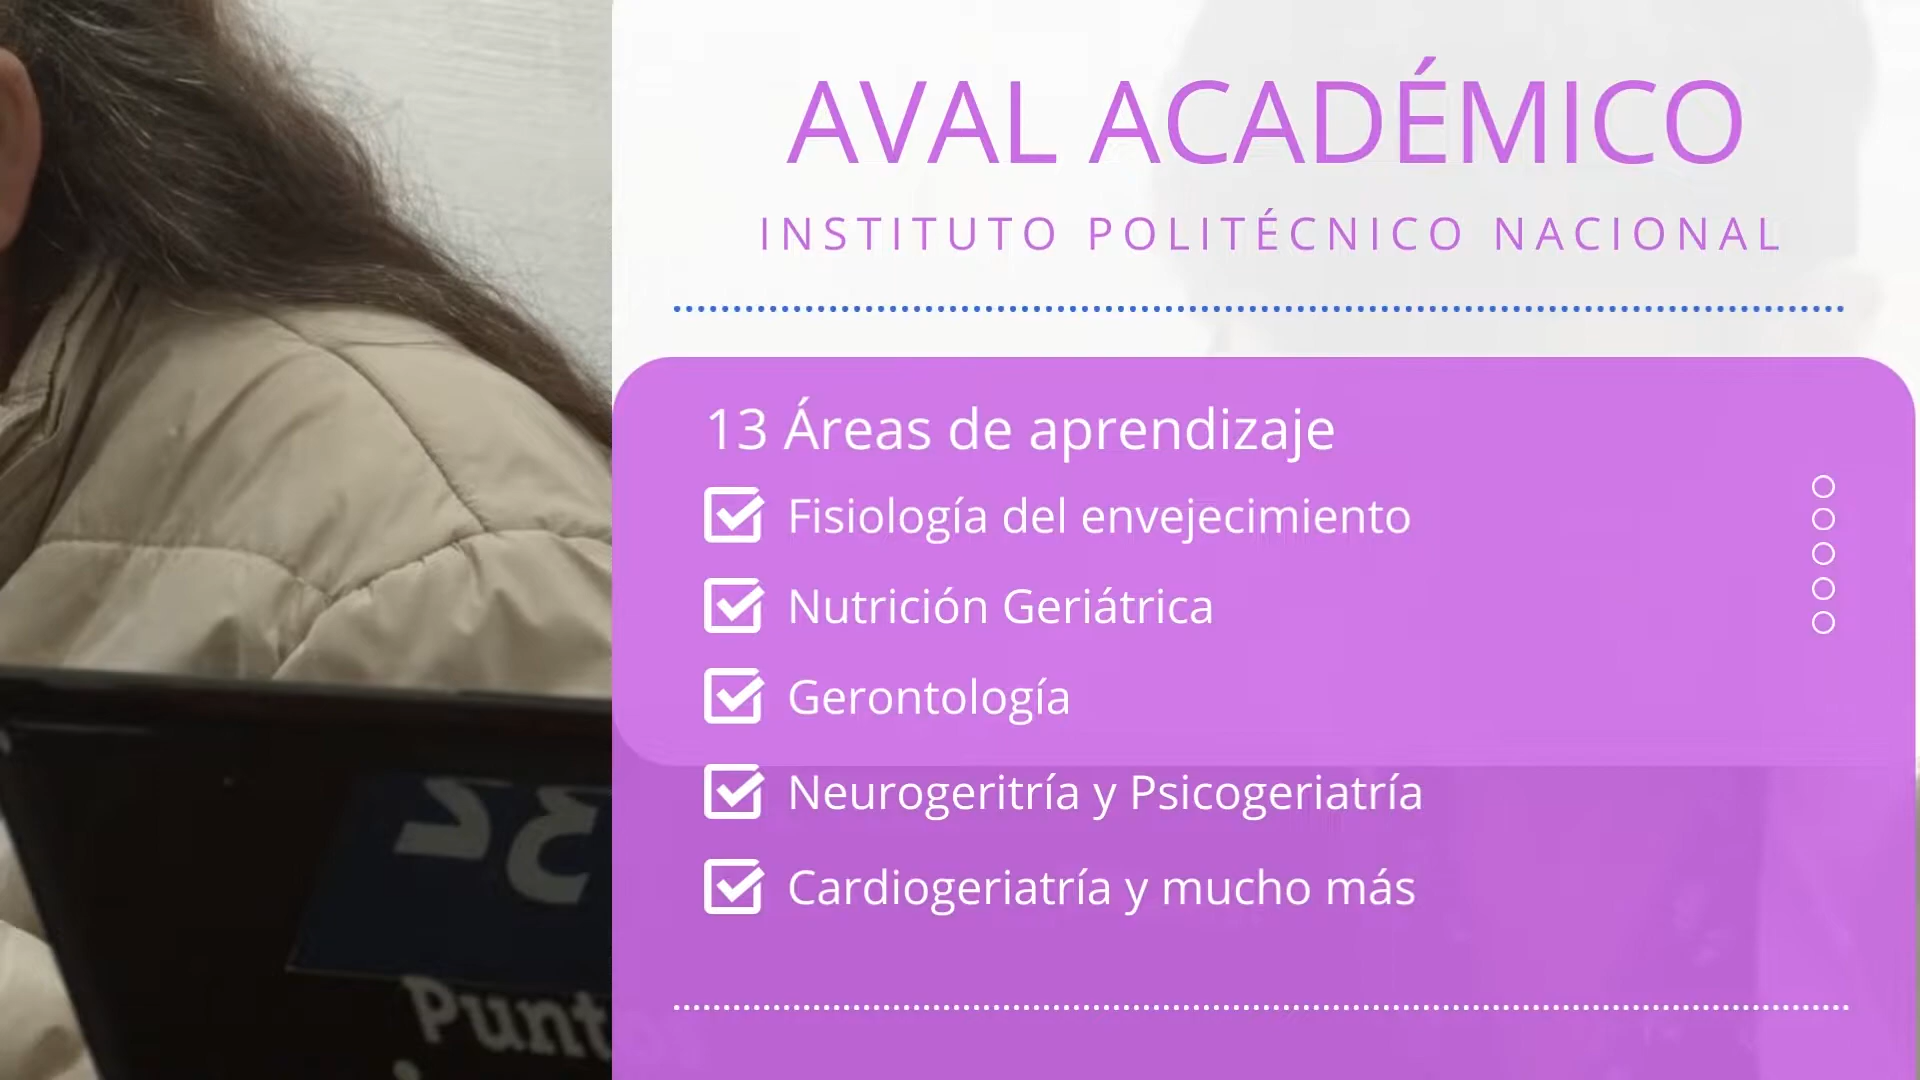 AVAL ACADÉMICO
INSTITUTO POLITÉCNICO NACIONAL
13 Áreas de aprendizaje
Fisiología del envejecimiento
Nutrición Geriátrica
Gerontología
Neurogeritría y Psicogeriatría
Cardiogeriatría y mucho más
Punto